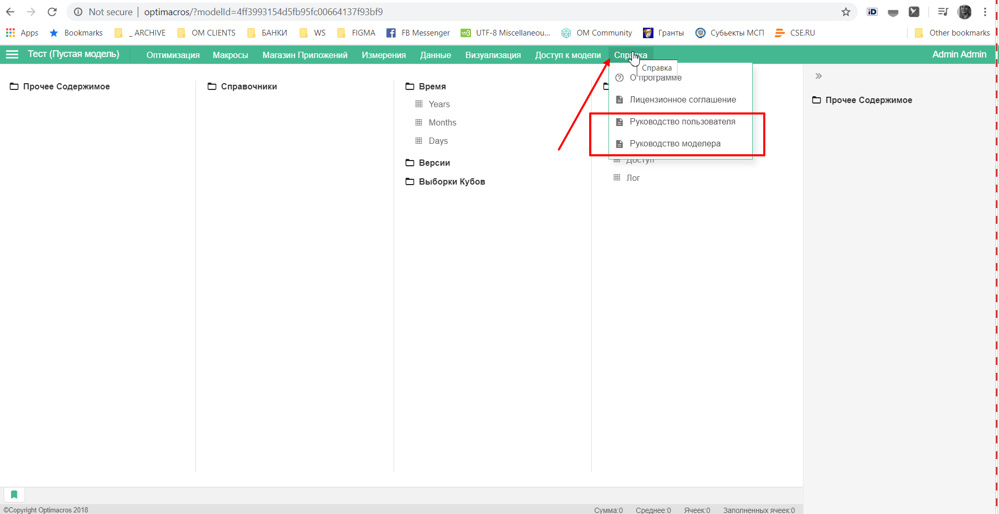 Not secure | optimacros/?modelId=4ff3993154d5fb95fc00664137f93bf9
Apps Bookmarks _ ARCHIVE OM CLIENTS БАНКИ WS FIGMA FB Messenger UTF-8 Miscellaneou... OM Community Гранты Субьекты МСП CSE.RU Other bookmarks
Тест (Пустая модель) Оптимизация Макросы Магазин Приложений Измерения Данные Визуализация Доступ к модели Справка Admin Admin
Справка
О программе
Лицензионное соглашение
Руководство пользователя
Руководство моделера
Прочее Содержимое
Справочники
Время
Years
Months
Days
Версии
Выборки Кубов
Доступ
Лог
Прочее Содержимое
©Copyright Optimacros 2018 Сумма:0 Среднее:0 Ячеек:0 Заполненных ячеек:0